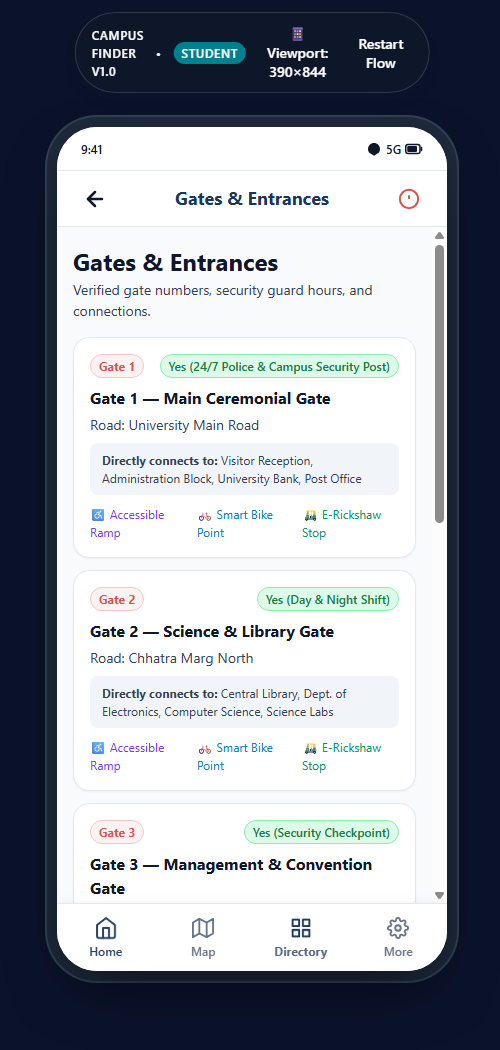 CAMPUS
FINDER
V1.0
•
STUDENT
Viewport:
390×844
Restart
Flow
9:41
5G
Gates & Entrances
Gates & Entrances
Verified gate numbers, security guard hours, and
connections.
Gate 1
Yes (24/7 Police & Campus Security Post)
Gate 1 — Main Ceremonial Gate
Road: University Main Road
Directly connects to: Visitor Reception,
Administration Block, University Bank, Post Office
Accessible
Ramp
Smart Bike
Point
E-Rickshaw
Stop
Gate 2
Yes (Day & Night Shift)
Gate 2 — Science & Library Gate
Road: Chhatra Marg North
Directly connects to: Central Library, Dept. of
Electronics, Computer Science, Science Labs
Accessible
Ramp
Smart Bike
Point
E-Rickshaw
Stop
Gate 3
Yes (Security Checkpoint)
Gate 3 — Management & Convention
Gate
Home
Map
Directory
More